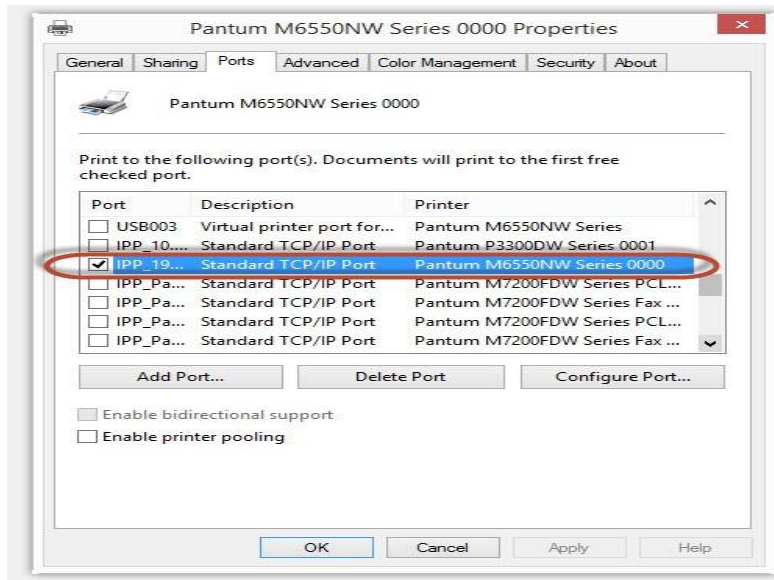 Pantum M6550NW Series 0000 Properties
General Sharing Ports Advanced Color Management Security About
Pantum M6550NW Series 0000
Print to the following port(s). Documents will print to the first free
checked port.
Port Description Printer
USB003 Virtual printer port for... Pantum M6550NW Series
IPP_10.... Standard TCP/IP Port Pantum P3300DW Series 0001
IPP_19... Standard TCP/IP Port Pantum M6550NW Series 0000
IPP_Pa... Standard TCP/IP Port Pantum M7200FDW Series PCL...
IPP_Pa... Standard TCP/IP Port Pantum M7200FDW Series Fax ...
IPP_Pa... Standard TCP/IP Port Pantum M7200FDW Series PCL...
IPP_Pa... Standard TCP/IP Port Pantum M7200FDW Series Fax ...
Add Port... Delete Port Configure Port...
Enable bidirectional support
Enable printer pooling
OK Cancel Apply Help